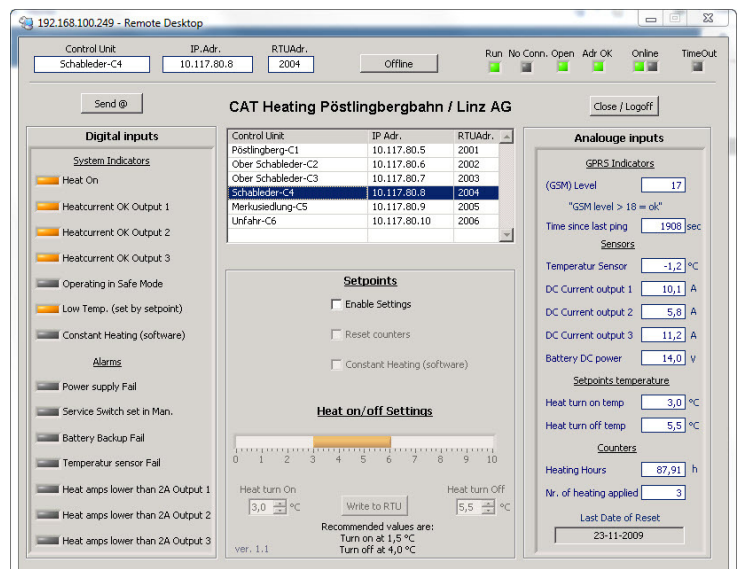 192.168.100.249 - Remote Desktop
Control Unit IP.Adr. RTUAdr.
Schableder-C4 10.117.80.8 2004 Offline
Run No Conn. Open Adr OK Online TimeOut
Send @
CAT Heating Pöstlingbergbahn / Linz AG
Close / Logoff
Digital inputs
System Indicators
Heat On
Heatcurrent OK Output 1
Heatcurrent OK Output 2
Heatcurrent OK Output 3
Operating in Safe Mode
Low Temp. (set by setpoint)
Constant Heating (software)
Alarms
Power supply Fail
Service Switch set in Man.
Battery Backup Fail
Temperatur sensor Fail
Heat amps lower than 2A Output 1
Heat amps lower than 2A Output 2
Heat amps lower than 2A Output 3
Control Uinit IP Adr. RTUAdr.
Pöstlingberg-C1 10.117.80.5 2001
Ober Schableder-C2 10.117.80.6 2002
Ober Schableder-C3 10.117.80.7 2003
Schableder-C4 10.117.80.8 2004
Merkusiedlung-C5 10.117.80.9 2005
Unfahr-C6 10.117.80.10 2006
Setpoints
Enable Settings
Reset counters
Constant Heating (software)
Heat on/off Settings
0 1 2 3 4 5 6 7 8 9 10
Heat turn On Heat turn Off
3,0 °C Write to RTU 5,5 °C
Recommended values are:
Turn on at 1,5 °C
ver. 1.1 Turn off at 4,0 °C
Analouge inputs
GPRS Indicators
(GSM) Level 17
"GSM level > 18 = ok"
Time since last ping 1908 sec
Sensors
Temperatur Sensor -1,2 °C
DC Current output 1 10,1 A
DC Current output 2 5,8 A
DC Current output 3 11,2 A
Battery DC power 14,0 V
Setpoints temperature
Heat turn on temp 3,0 °C
Heat turn off temp 5,5 °C
Counters
Heating Hours 87,91 h
Nr. of heating applied 3
Last Date of Reset
23-11-2009